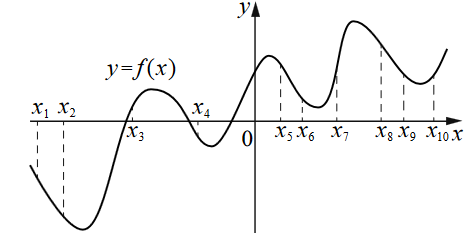 y
y=f(x)
x₁ x₂ x₃ x₄
0 x₅ x₆ x₇ x₈ x₉ x₁₀ x